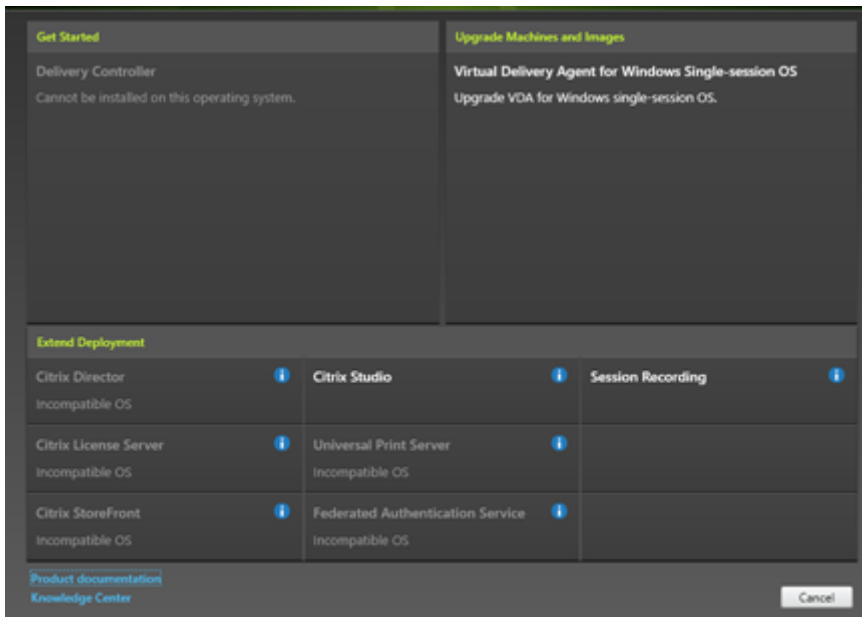 Get Started
Delivery Controller
Cannot be installed on this operating system.
Upgrade Machines and Images
Virtual Delivery Agent for Windows Single-session OS
Upgrade VDA for Windows single-session OS.
Extend Deployment
Citrix Director
Incompatible OS
Citrix Studio
Session Recording
Citrix License Server
Incompatible OS
Universal Print Server
Incompatible OS
Citrix StoreFront
Incompatible OS
Federated Authentication Service
Incompatible OS
Product documentation
Knowledge Center
Cancel